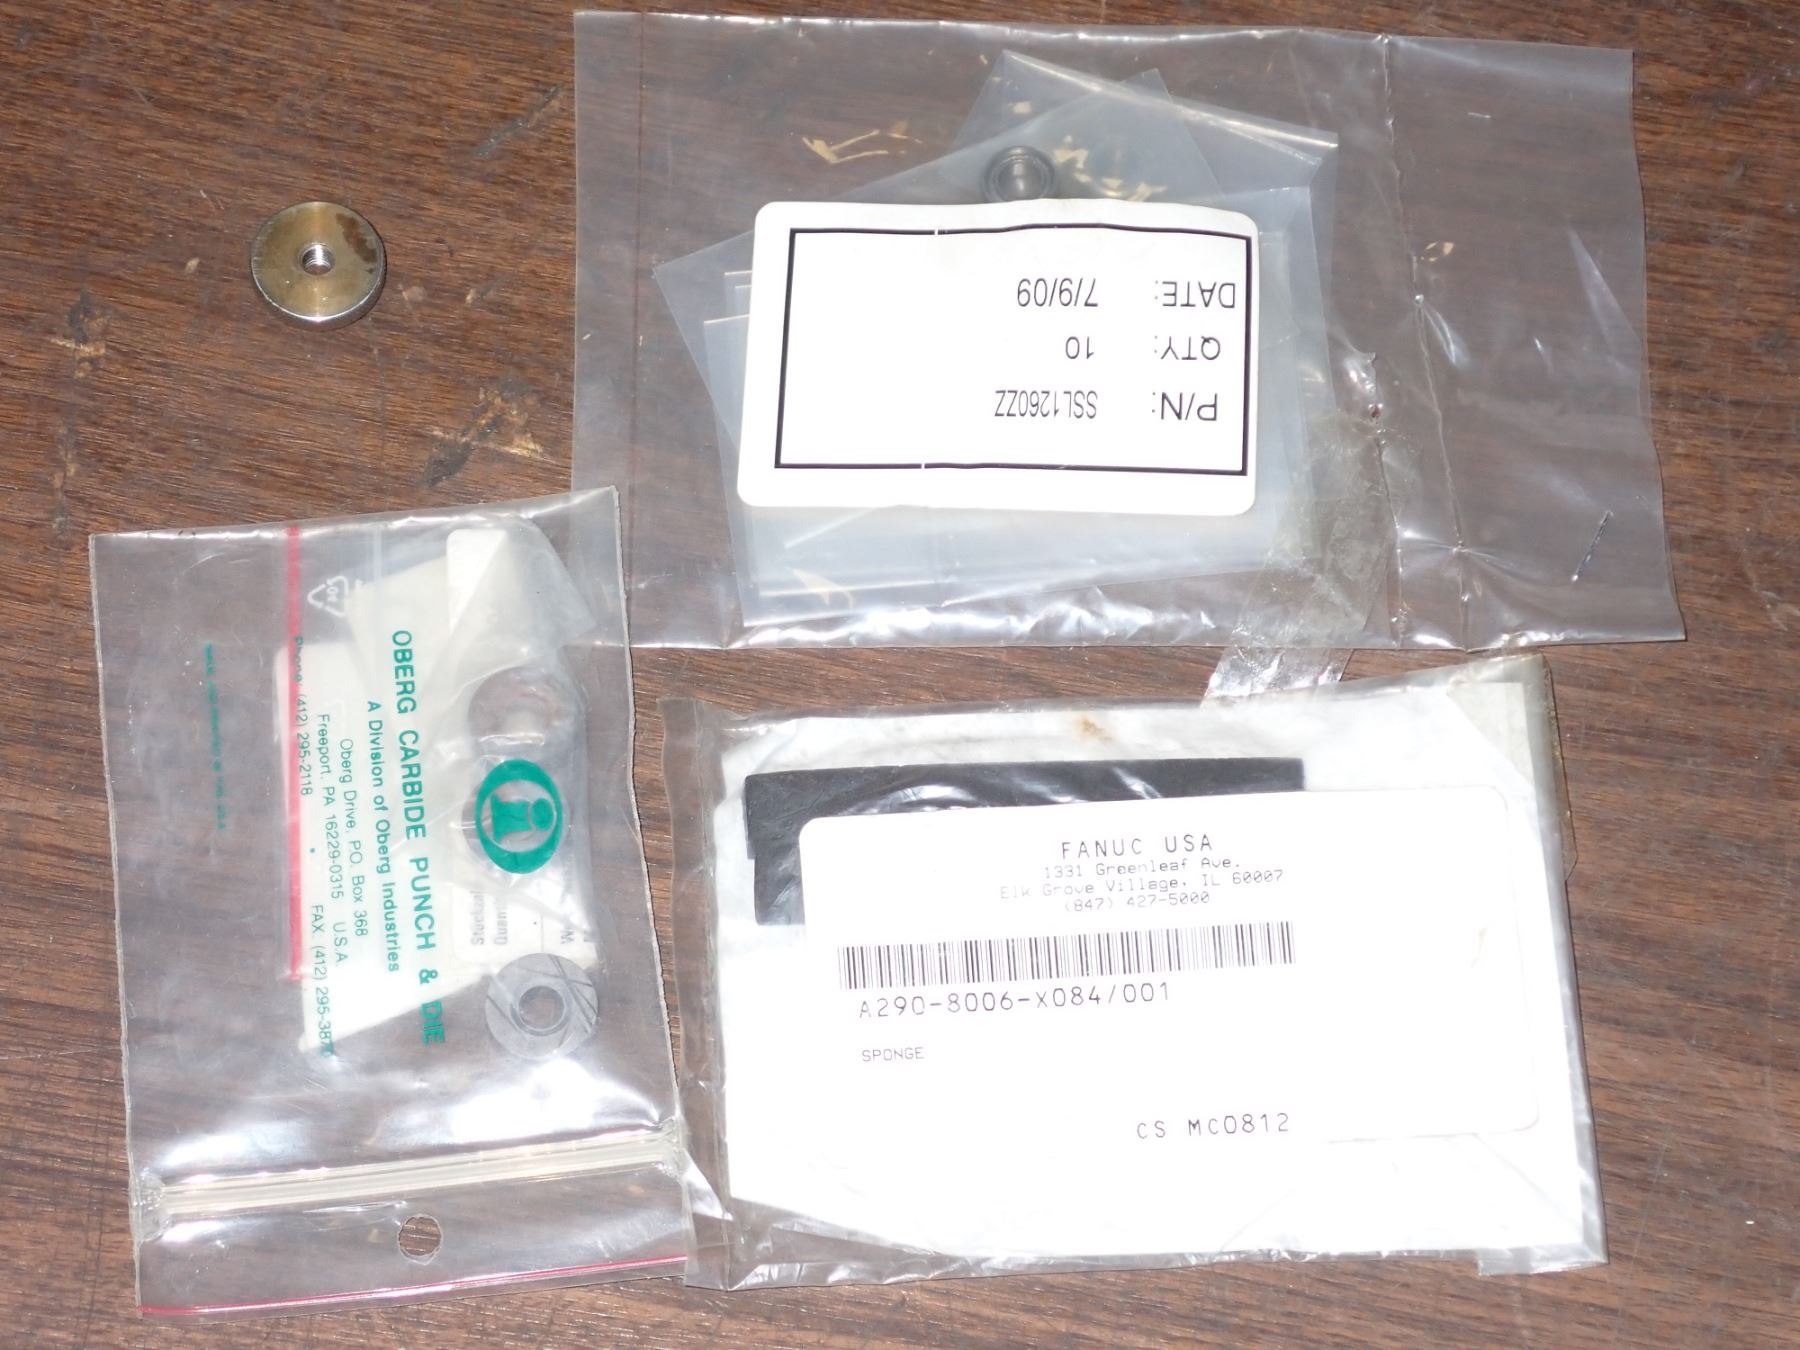 P/N: SSL1260ZZ
QTY: 10
DATE: 7/9/09
OBERG CARBIDE PUNCH & DIE
A Division of Oberg Industries
Oberg Drive, P.O. Box 368
Freeport, PA 16229-0315 U.S.A.
Phone: (412) 295-2118 FAX (412) 295-3870
FANUC USA
1331 Greenleaf Ave.
Elk Grove Village, IL 60007
(847) 427-5000
A290-8006-X084/001
SPONGE
CS MC0812